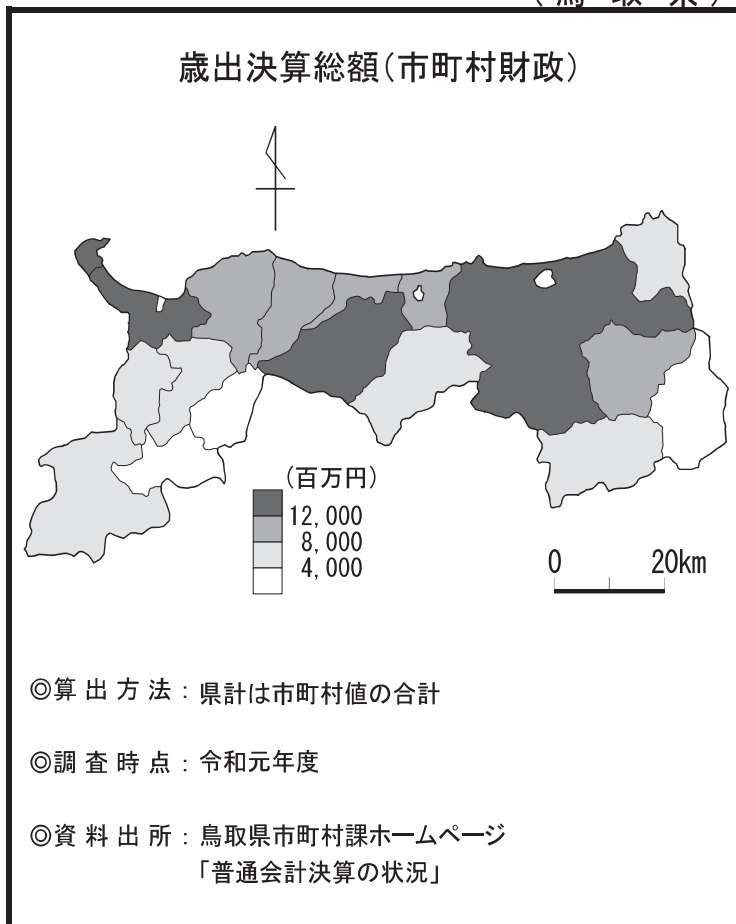 (鳥取県)
歳出決算総額(市町村財政)
(百万円)
12,000
8,000
4,000
0 20km
◎算出方法:県計は市町村値の合計
◎調査時点:令和元年度
◎資料出所:鳥取県市町村課ホームページ
「普通会計決算の状況」